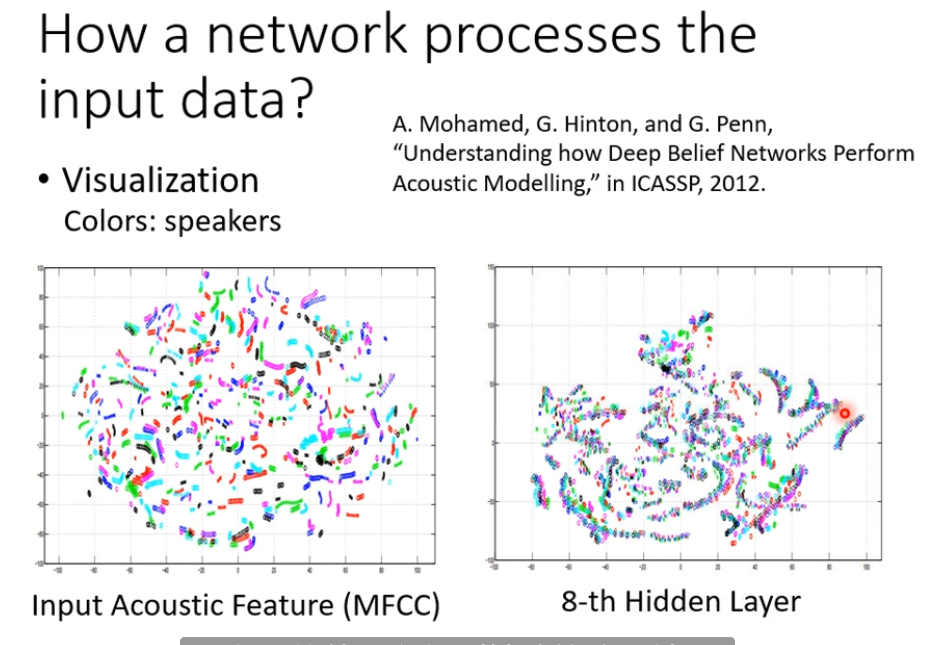 How a network processes the
input data?
A. Mohamed, G. Hinton, and G. Penn,
“Understanding how Deep Belief Networks Perform
Acoustic Modelling,” in ICASSP, 2012.
• Visualization
Colors: speakers
Input Acoustic Feature (MFCC)
8-th Hidden Layer